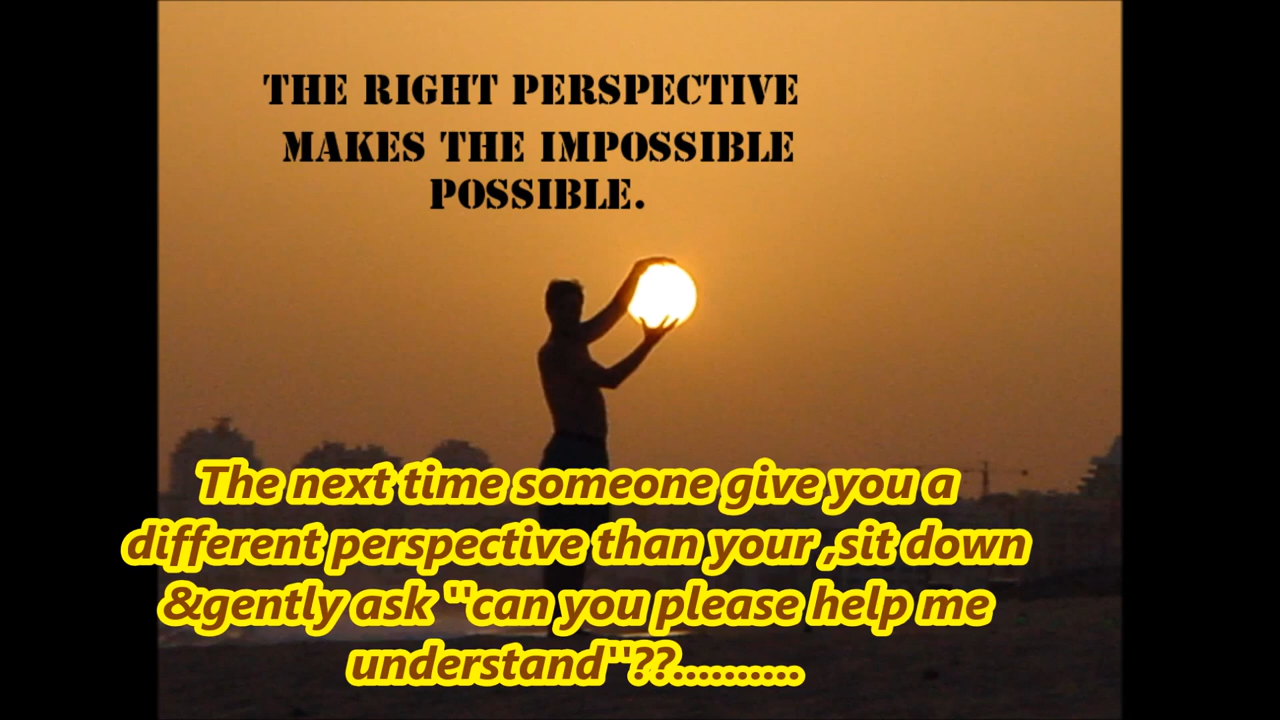 THE RIGHT PERSPECTIVE
MAKES THE IMPOSSIBLE
POSSIBLE.
The next time someone give you a
different perspective than your ,sit down
&gently ask "can you please help me
understand"??..........